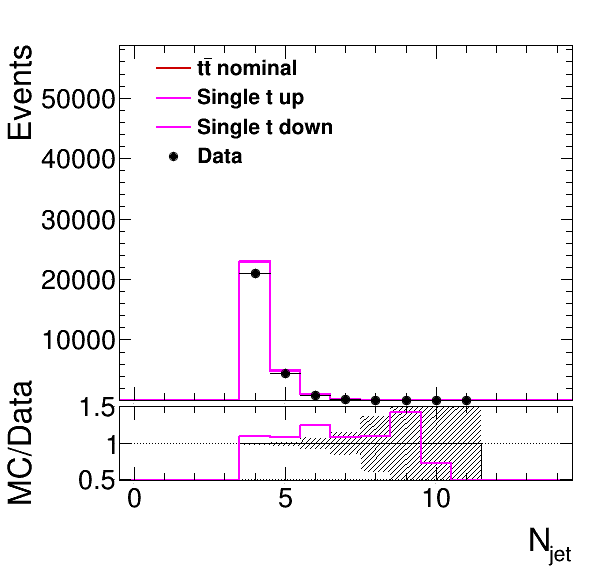 Events
tt̄ nominal
Single t up
Single t down
Data
50000
40000
30000
20000
10000
MC/Data
1.5
1
0.5
0 5 10
N_jet